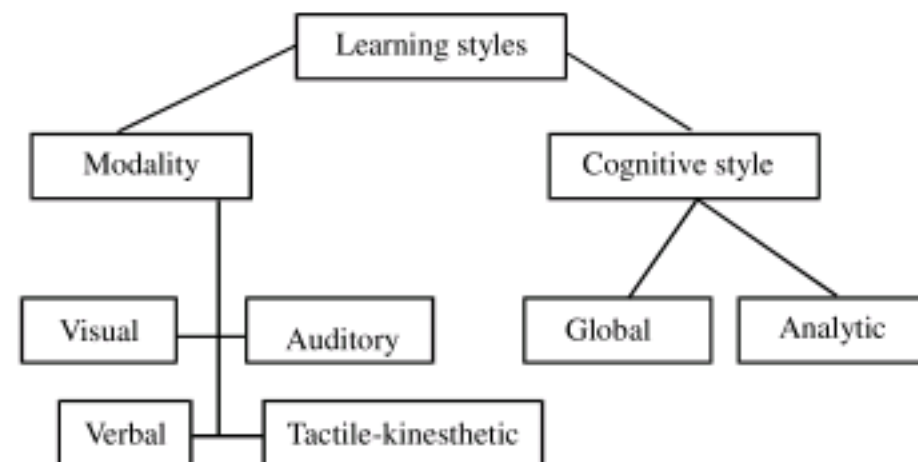 Learning styles
Modality
Cognitive style
Visual
Auditory
Global
Analytic
Verbal
Tactile-kinesthetic